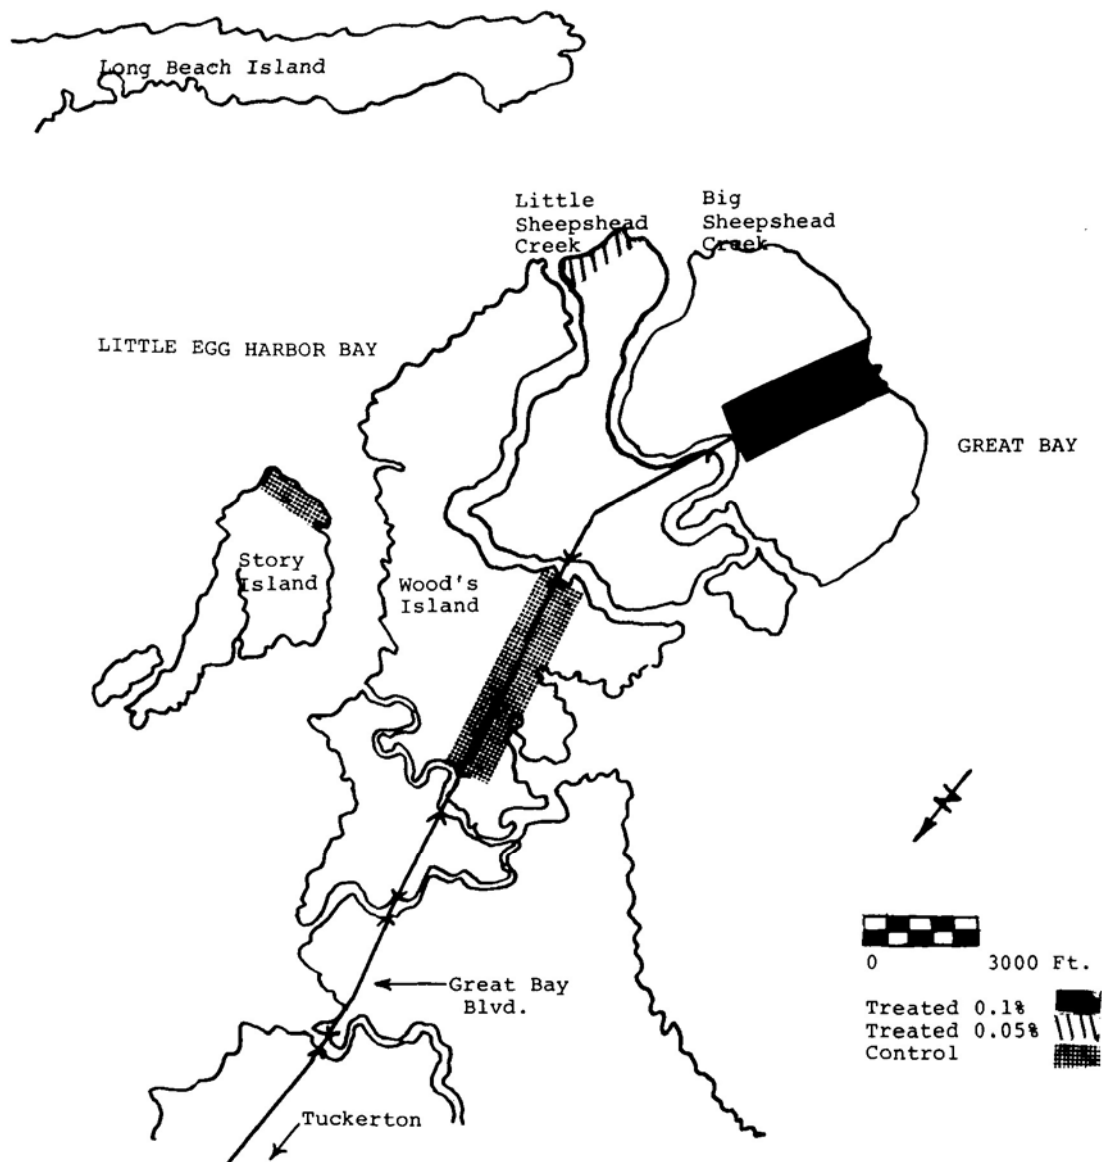 Long Beach Island
Little
Sheepshead
Creek
Big
Sheepshead
Creek
LITTLE EGG HARBOR BAY
GREAT BAY
Story
Island
Wood's
Island
Great Bay
Blvd.
0 3000 Ft.
Treated 0.1%
Treated 0.05%
Control
Tuckerton